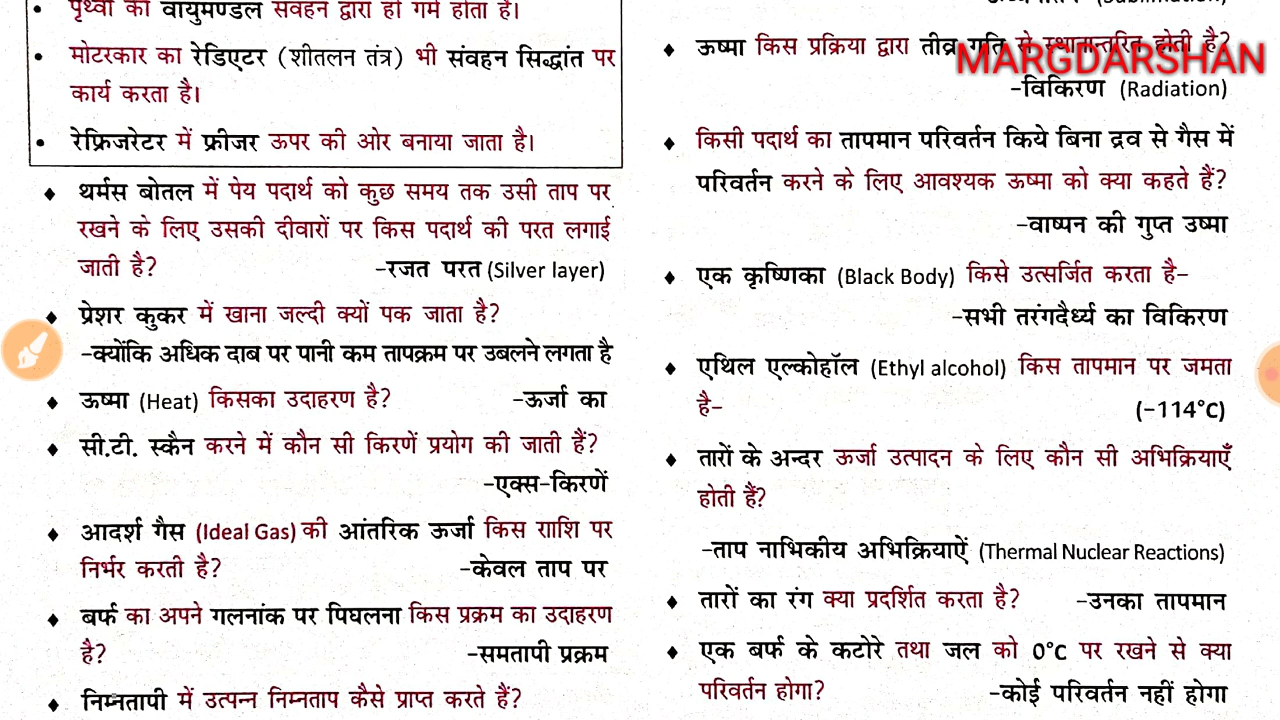 पृथ्वी का वायुमण्डल संवहन द्वारा ही गर्म होता है।
• मोटरकार का रेडिएटर (शीतलन तंत्र) भी संवहन सिद्धांत पर
कार्य करता है।
• रेफ्रिजरेटर में फ्रीजर ऊपर की ओर बनाया जाता है।
♦ थर्मस बोतल में पेय पदार्थ को कुछ समय तक उसी ताप पर
रखने के लिए उसकी दीवारों पर किस पदार्थ की परत लगाई
जाती है? -रजत परत (Silver layer)
♦ प्रेशर कुकर में खाना जल्दी क्यों पक जाता है?
-क्योंकि अधिक दाब पर पानी कम तापक्रम पर उबलने लगता है
♦ ऊष्मा (Heat) किसका उदाहरण है? -ऊर्जा का
♦ सी.टी. स्कैन करने में कौन सी किरणें प्रयोग की जाती हैं?
-एक्स-किरणें
♦ आदर्श गैस (Ideal Gas) की आंतरिक ऊर्जा किस राशि पर
निर्भर करती है? -केवल ताप पर
♦ बर्फ का अपने गलनांक पर पिघलना किस प्रक्रम का उदाहरण
है? -समतापी प्रक्रम
♦ निम्नतापी में उत्पन्न निम्नताप कैसे प्राप्त करते हैं?
(Sublimation)
♦ ऊष्मा किस प्रक्रिया द्वारा तीव्र गति से स्थानान्तरित होती है?
MARGDARSHAN
-विकिरण (Radiation)
♦ किसी पदार्थ का तापमान परिवर्तन किये बिना द्रव से गैस में
परिवर्तन करने के लिए आवश्यक ऊष्मा को क्या कहते हैं?
-वाष्पन की गुप्त उष्मा
♦ एक कृष्णिका (Black Body) किसे उत्सर्जित करता है-
-सभी तरंगदैर्ध्य का विकिरण
♦ एथिल एल्कोहॉल (Ethyl alcohol) किस तापमान पर जमता
है- (-114°C)
♦ तारों के अन्दर ऊर्जा उत्पादन के लिए कौन सी अभिक्रियाएँ
होती हैं?
-ताप नाभिकीय अभिक्रियाऐं (Thermal Nuclear Reactions)
♦ तारों का रंग क्या प्रदर्शित करता है? -उनका तापमान
♦ एक बर्फ के कटोरे तथा जल को 0°C पर रखने से क्या
परिवर्तन होगा? -कोई परिवर्तन नहीं होगा